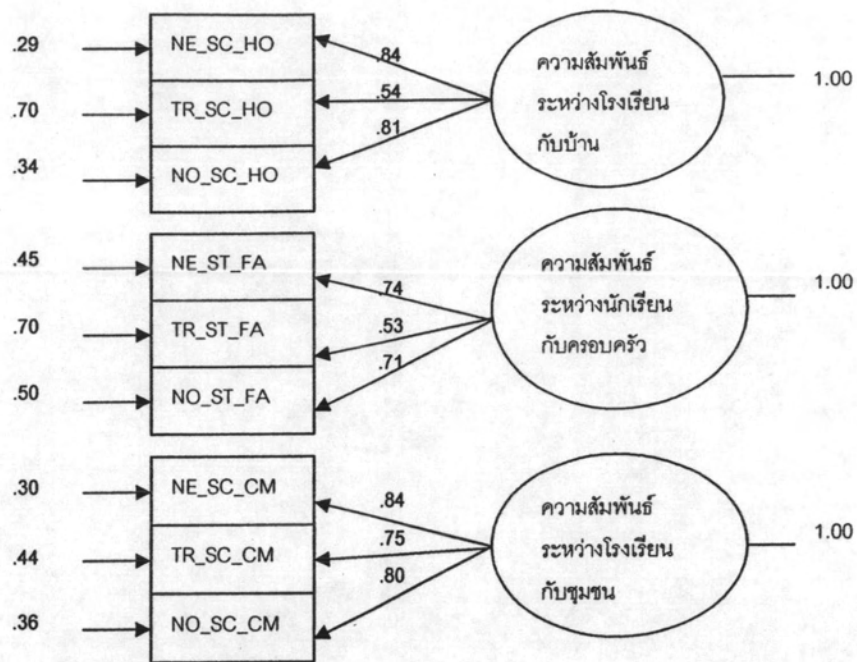 .29
NE_SC_HO
.84
ความสัมพันธ์
ระหว่างโรงเรียน
กับบ้าน
1.00
.70
TR_SC_HO
.54
.34
NO_SC_HO
.81
.45
NE_ST_FA
.74
ความสัมพันธ์
ระหว่างนักเรียน
กับครอบครัว
1.00
.70
TR_ST_FA
.53
.50
NO_ST_FA
.71
.30
NE_SC_CM
.84
ความสัมพันธ์
ระหว่างโรงเรียน
กับชุมชน
1.00
.44
TR_SC_CM
.75
.36
NO_SC_CM
.80